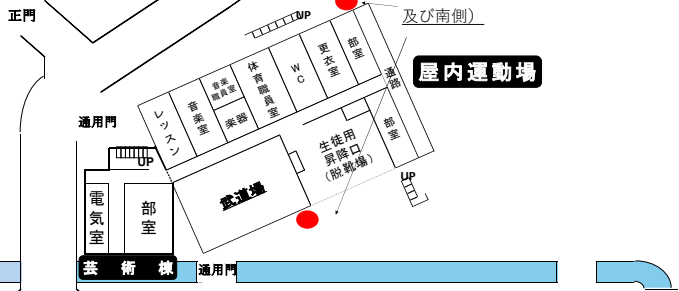 正門
UP
及び南側)
屋内運動場
部室
更衣室
WC
体育職員室
音楽職員室
楽器
音楽室
レッスン
通路
部室
生徒用
昇降口
(脱靴場)
通用門
UP
武道場
UP
電気室
部室
芸術棟
通用門